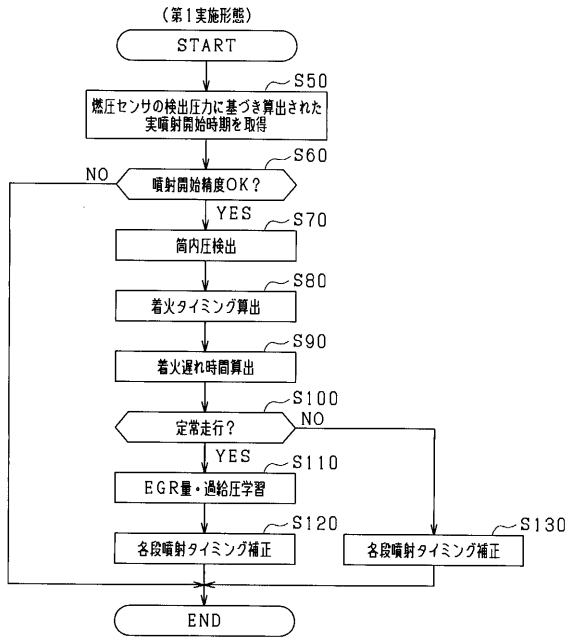 (第1実施形態)
START
S50
燃圧センサの検出圧力に基づき算出された
実噴射開始時期を取得
S60
噴射開始精度OK?
NO
YES
S70
筒内圧検出
S80
着火タイミング算出
S90
着火遅れ時間算出
S100
定常走行?
NO
YES
S110
EGR量・過給圧学習
S120
各段噴射タイミング補正
S130
各段噴射タイミング補正
END